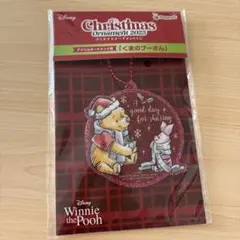 Disney
Christmas
Ornament 2023
クリスマスオーナメント
アクリルオーナメント賞 「くまのプーさん」
A
good day
for sharing
Disney
Winnie
the Pooh